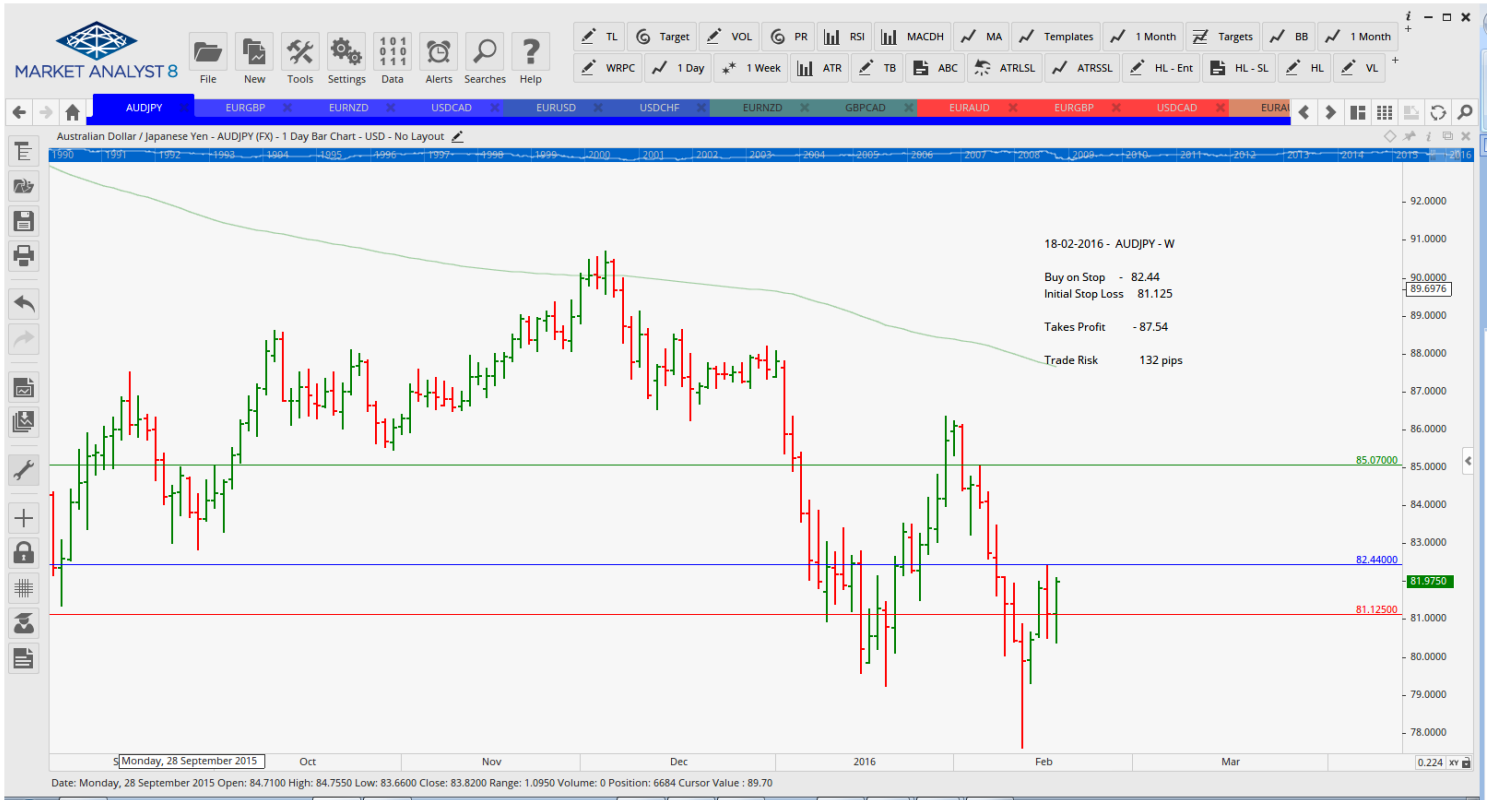 MARKET ANALYST 8
File New Tools Settings Data Alerts Searches Help
101
010
111
TL Target VOL PR RSI MACDH MA Templates 1 Month Targets BB 1 Month
WRPC 1 Day 1 Week ATR TB ABC ATRLSL ATRSSL HL - Ent HL - SL HL VL
AUDJPY EURGBP EURNZD USDCAD EURUSD USDCHF EURNZD GBPCAD EURAUD EURGBP USDCAD EURAU
Australian Dollar / Japanese Yen - AUDJPY (FX) - 1 Day Bar Chart - USD - No Layout
1990 1991 1992 1993 1994 1995 1996 1997 1998 1999 2000 2001 2002 2003 2004 2005 2006 2007 2008 2009 2010 2011 2012 2013 2014 2015 2016
92.0000
18-02-2016 - AUDJPY - W
91.0000
Buy on Stop - 82.44
90.0000
89.6976
Initial Stop Loss 81.125
89.0000
Takes Profit - 87.54
88.0000
Trade Risk 132 pips
87.0000
86.0000
85.07000
85.0000
84.0000
83.0000
82.44000
81.9750
81.12500
81.0000
80.0000
79.0000
78.0000
S Monday, 28 September 2015 Oct Nov Dec 2016 Feb Mar 0.224 XY
Date: Monday, 28 September 2015 Open: 84.7100 High: 84.7550 Low: 83.6600 Close: 83.8200 Range: 1.0950 Volume: 0 Position: 6684 Cursor Value : 89.70